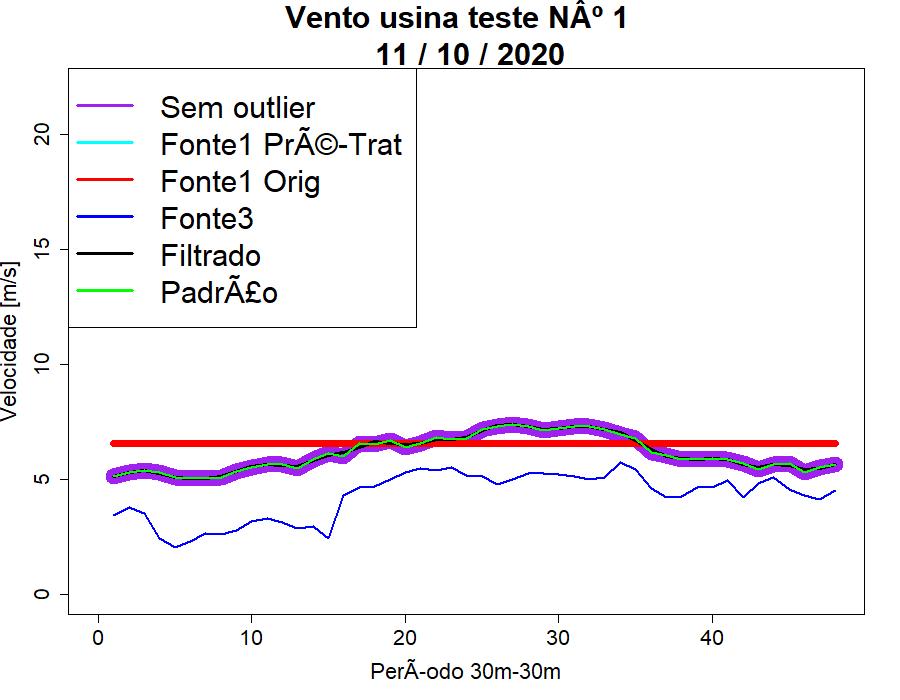 Vento usina teste NÂº 1
11 / 10 / 2020
Sem outlier
Fonte1 PrÃ©-Trat
Fonte1 Orig
Fonte3
Filtrado
PadrÃ£o
Velocidade [m/s]
20
15
10
5
0
0 10 20 30 40
PerÃ-odo 30m-30m